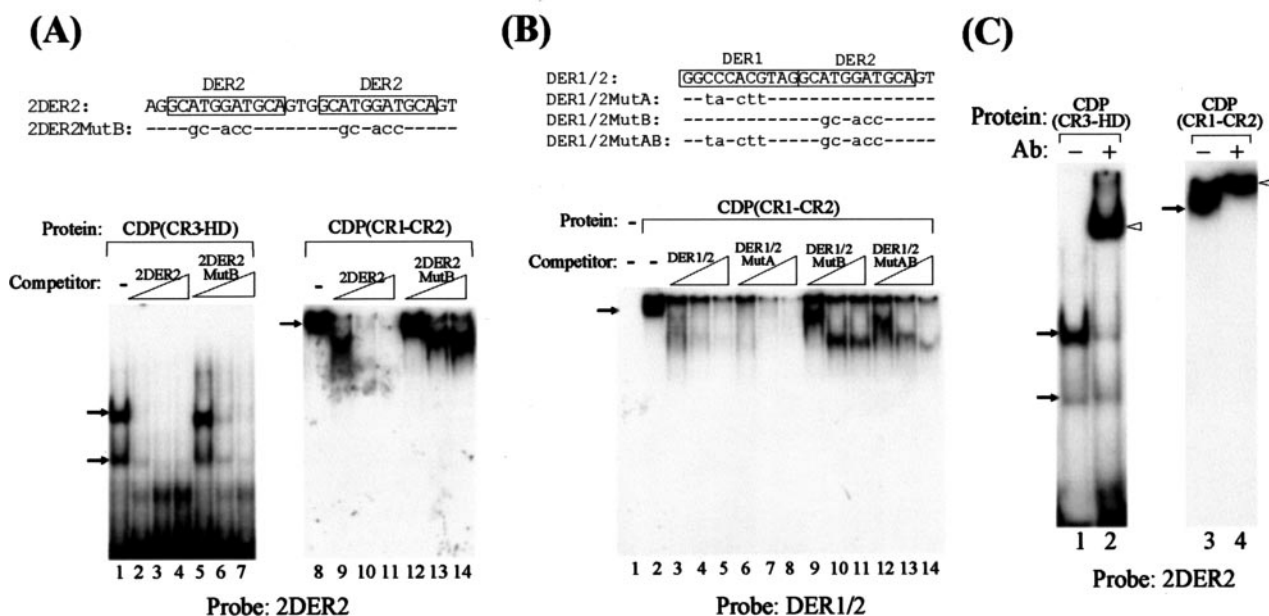 (A)
DER2 DER2
2DER2: AGGCATGGATGCAGTGGCATGGATGCAGT
2DER2MutB: ----gc-acc--------gc-acc------
Protein: CDP(CR3-HD) CDP(CR1-CR2)
Competitor: - 2DER2 2DER2 MutB - 2DER2 2DER2 MutB
1 2 3 4 5 6 7 8 9 10 11 12 13 14
Probe: 2DER2
(B)
DER1 DER2
DER1/2: GGCCCACGTAGGCATGGATGCAGT
DER1/2MutA: --ta-ctt----------------
DER1/2MutB: --------------gc-acc----
DER1/2MutAB: --ta-ctt------gc-acc----
Protein: - CDP(CR1-CR2)
Competitor: - - DER1/2 DER1/2 MutA DER1/2 MutB DER1/2 MutAB
1 2 3 4 5 6 7 8 9 10 11 12 13 14
Probe: DER1/2
(C)
Protein: CDP (CR3-HD) CDP (CR1-CR2)
Ab: - + - +
1 2 3 4
Probe: 2DER2